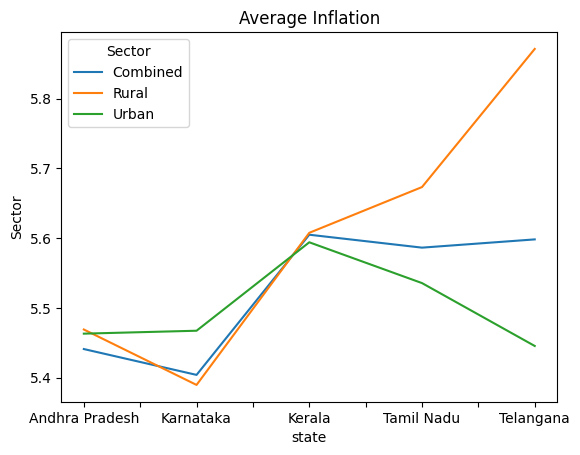 Average Inflation
Sector
Combined
Rural
Urban
5.8
5.7
5.6
5.5
5.4
Sector
Andhra Pradesh
Karnataka
Kerala
Tamil Nadu
Telangana
state